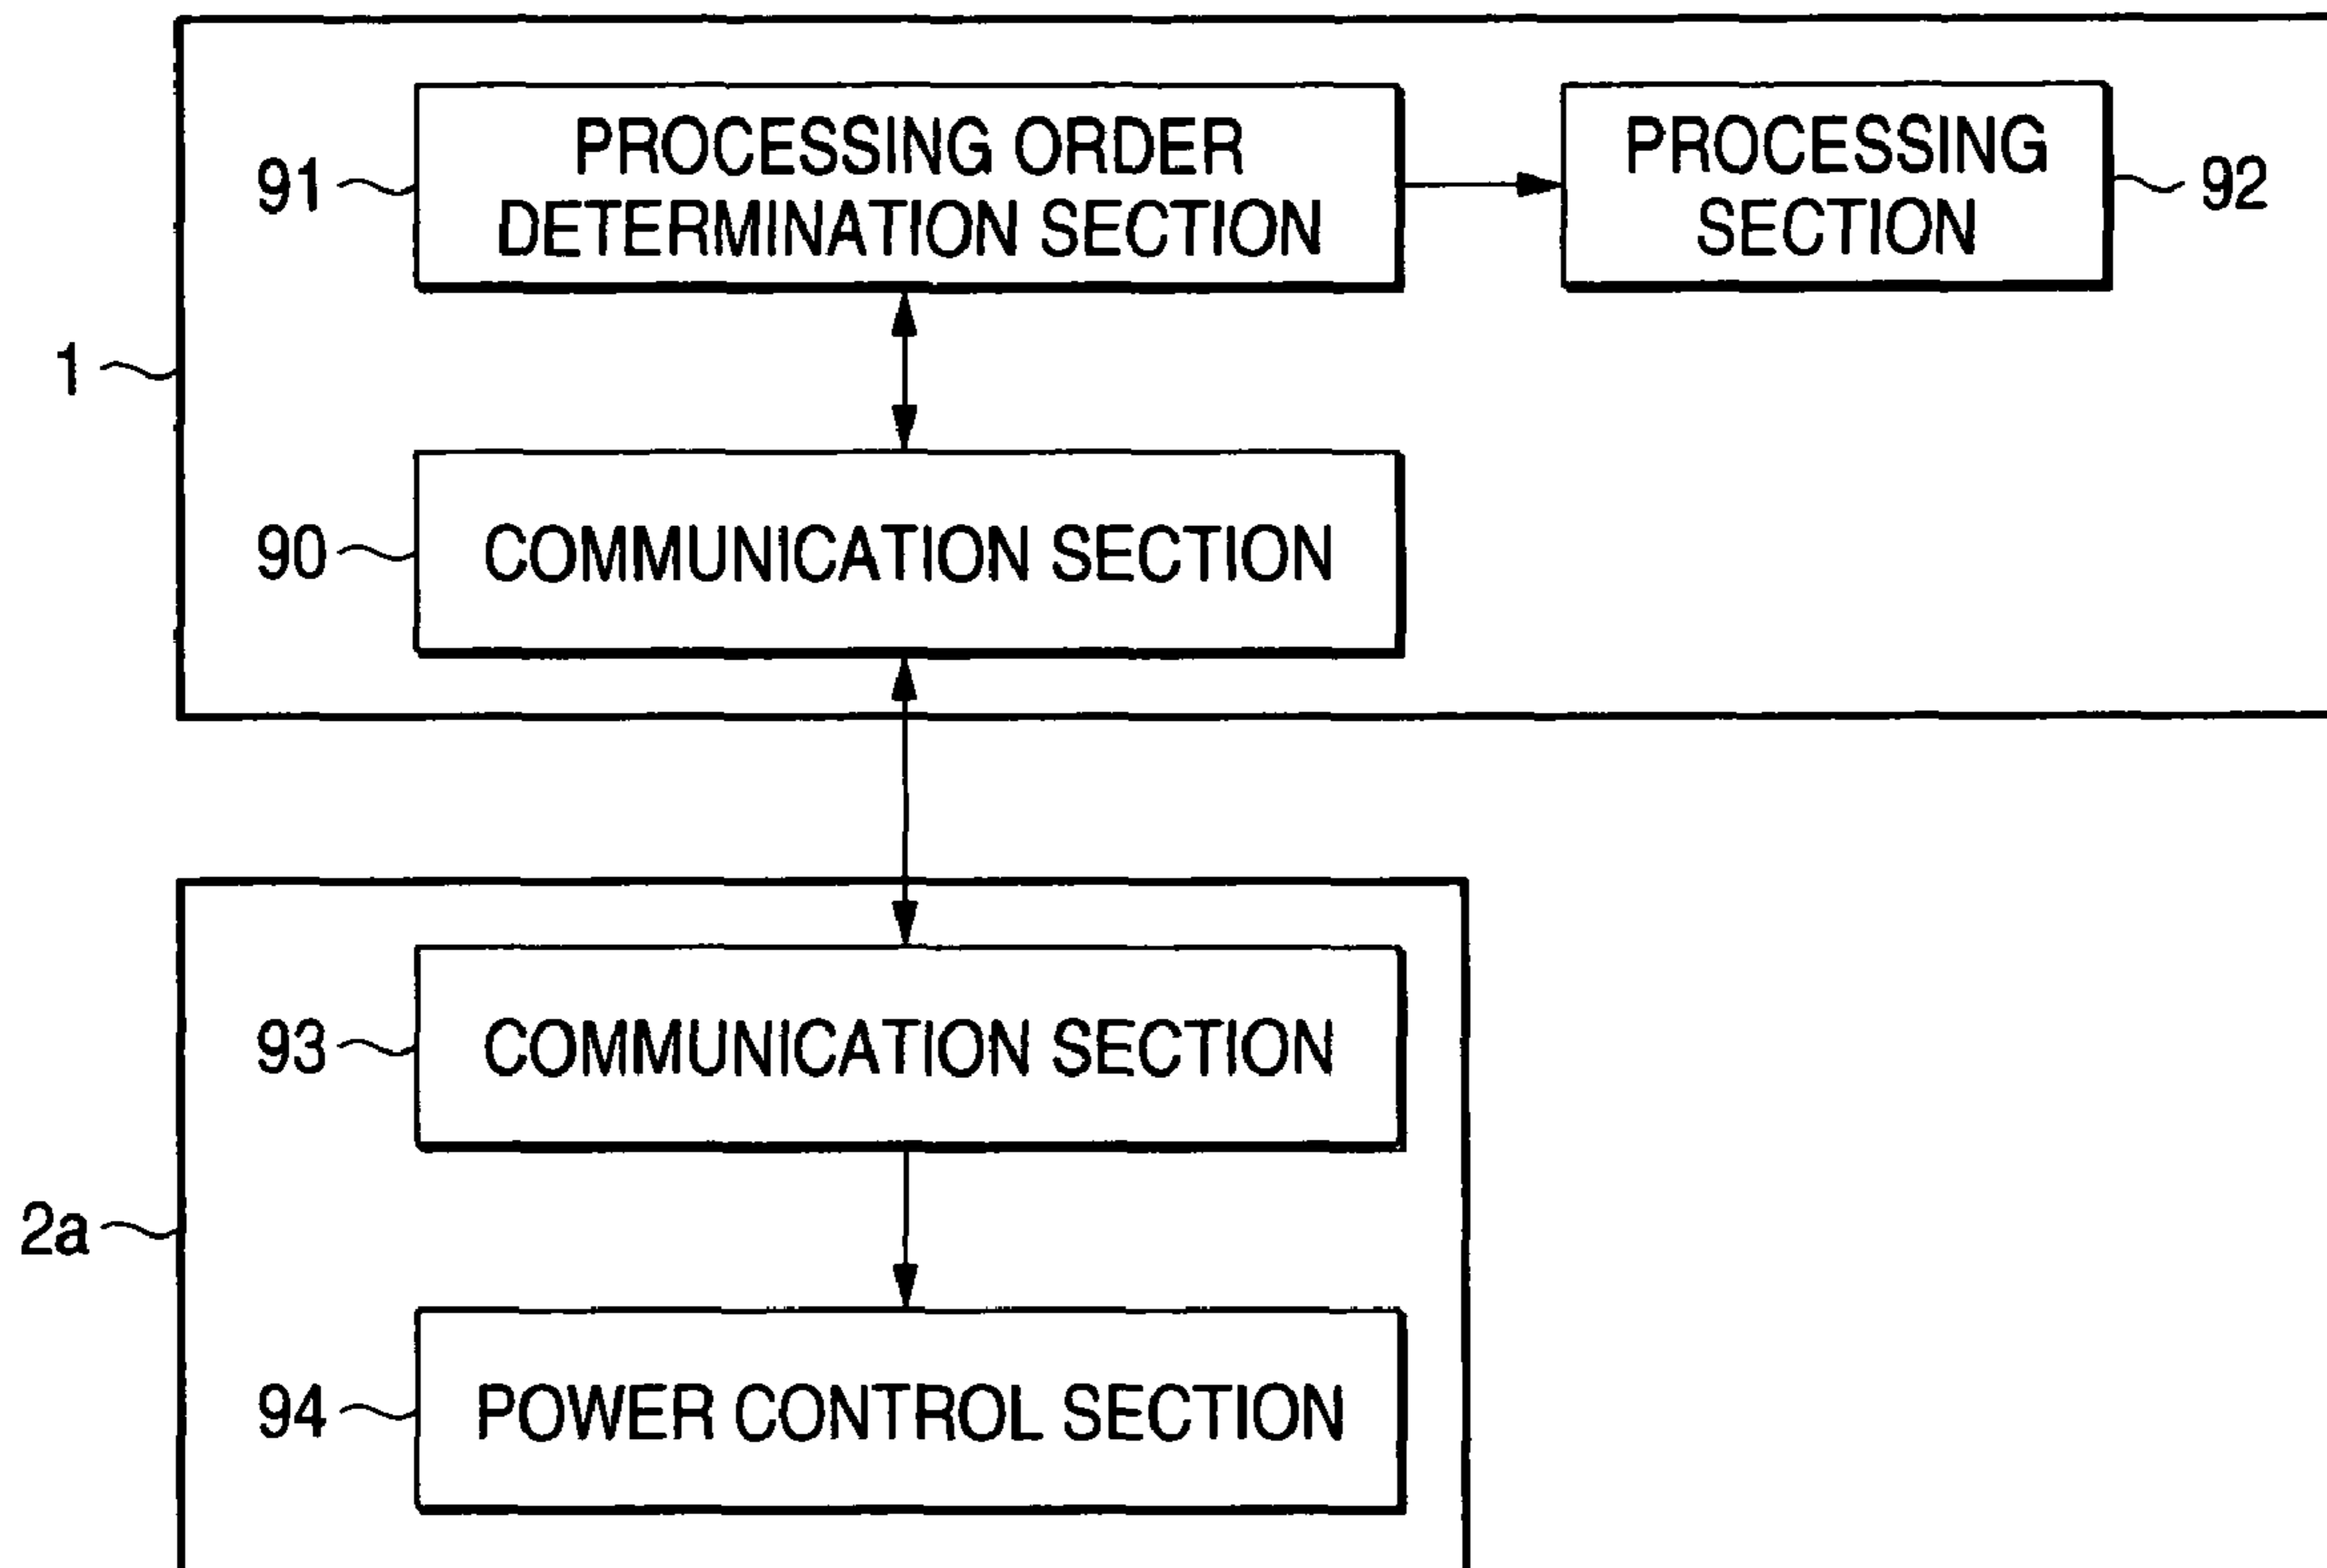 91
PROCESSING ORDER
DETERMINATION SECTION
PROCESSING
SECTION
92
1
90
COMMUNICATION SECTION
93
COMMUNICATION SECTION
2a
94
POWER CONTROL SECTION